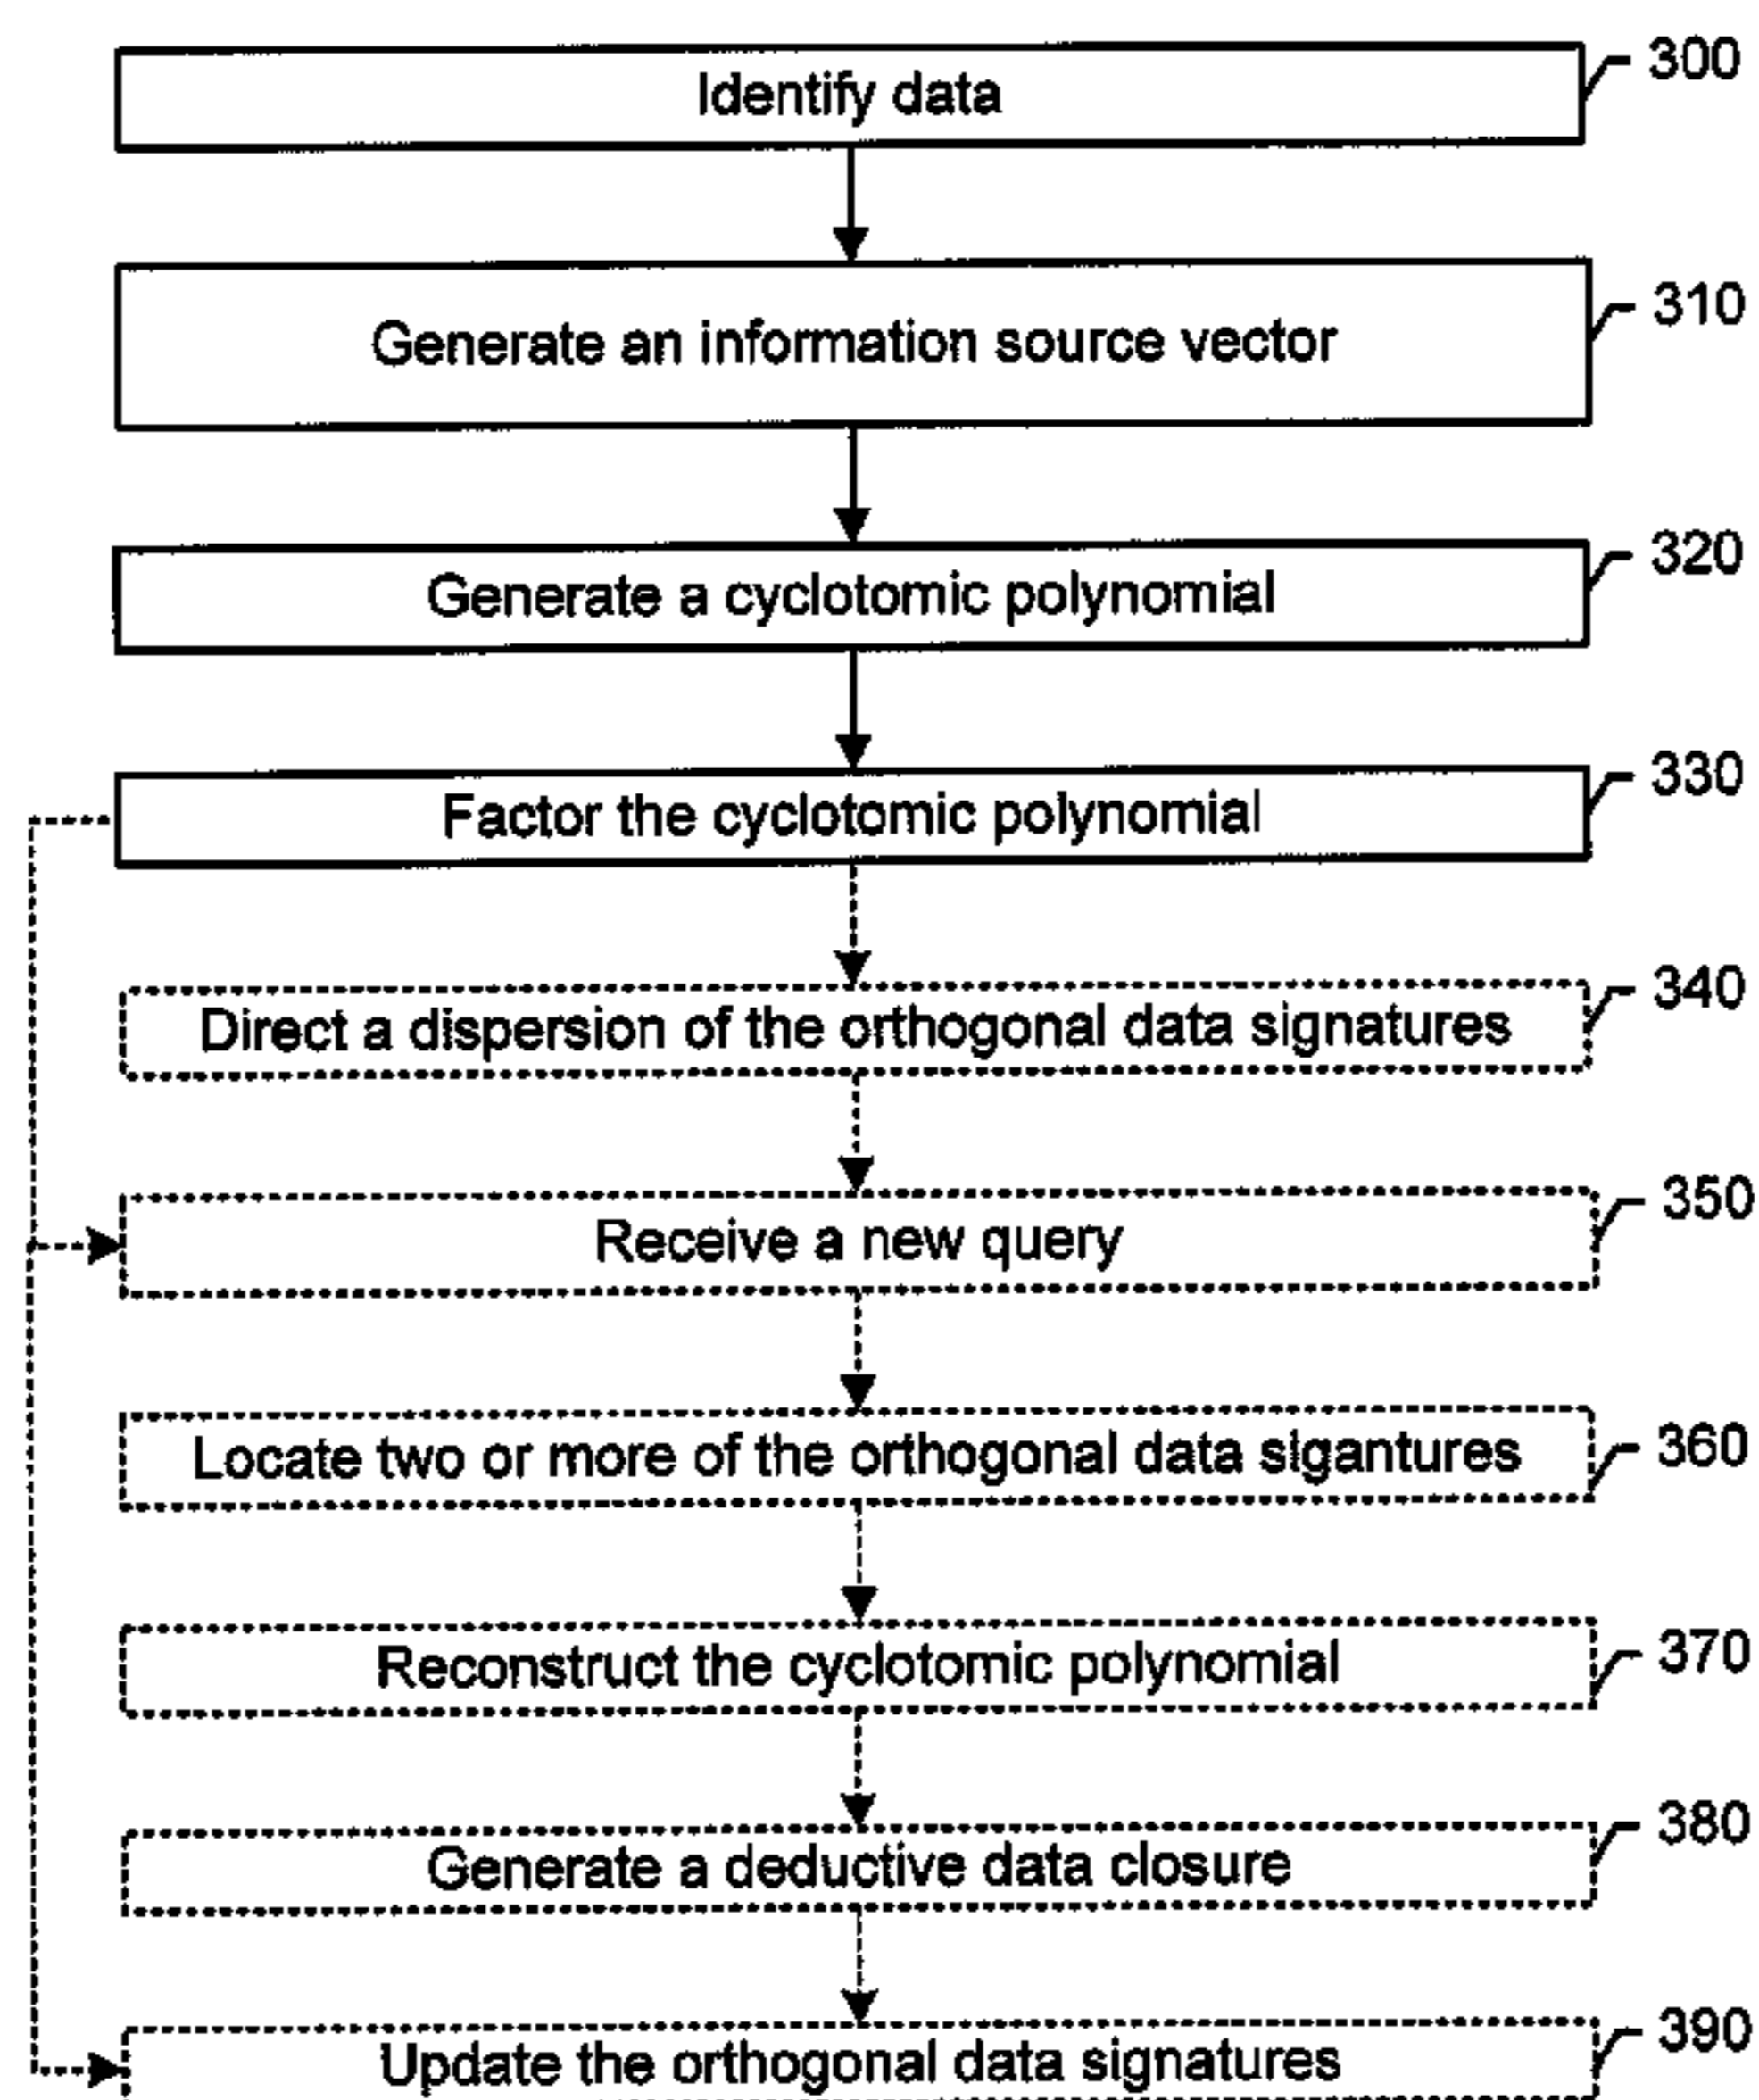 Identify data 300
Generate an information source vector 310
Generate a cyclotomic polynomial 320
Factor the cyclotomic polynomial 330
Direct a dispersion of the orthogonal data signatures 340
Receive a new query 350
Locate two or more of the orthogonal data sigantures 360
Reconstruct the cyclotomic polynomial 370
Generate a deductive data closure 380
Update the orthogonal data signatures 390